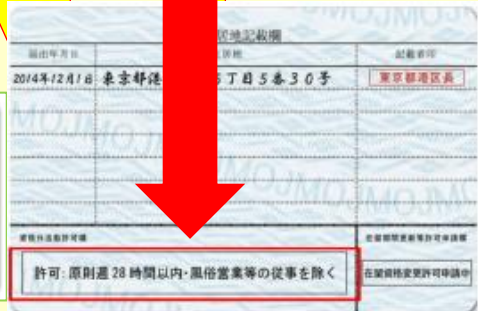 居地記載欄
届出年月日
住居地
記載者印
2014年12月1日 東京都港 5丁目5番30号 東京都港区長
資格外活動許可欄
在留期間更新等許可申請欄
許可:原則週28時間以内・風俗営業等の従事を除く
在留資格変更許可申請中
MOJ